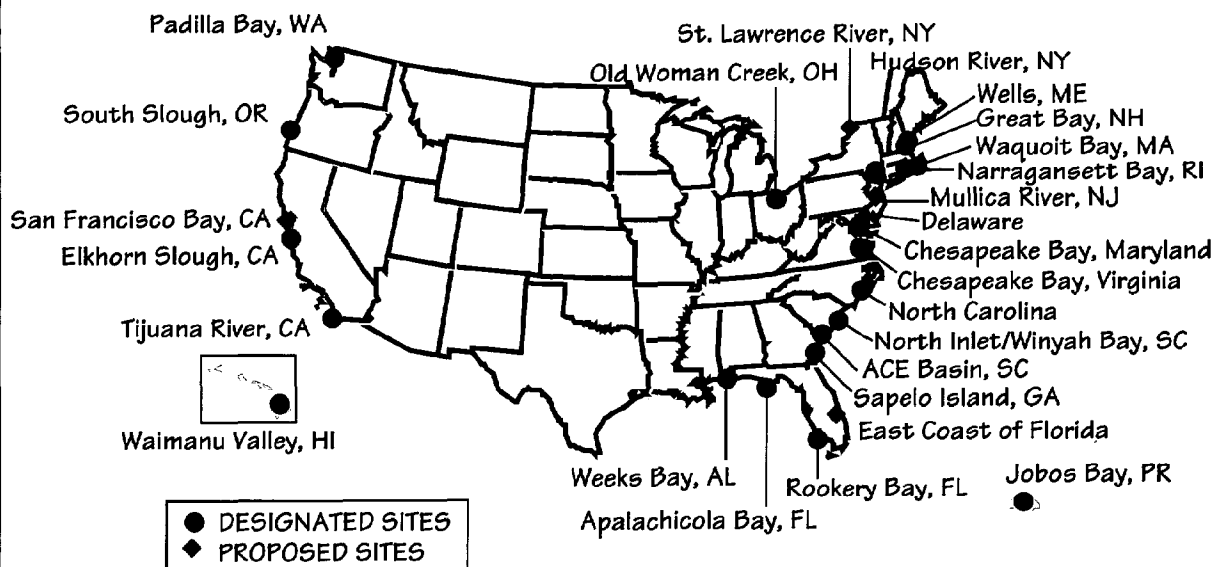 Padilla Bay, WA
St. Lawrence River, NY
Hudson River, NY
Old Woman Creek, OH
Wells, ME
South Slough, OR
Great Bay, NH
Waquoit Bay, MA
Narragansett Bay, RI
Mullica River, NJ
San Francisco Bay, CA
Delaware
Elkhorn Slough, CA
Chesapeake Bay, Maryland
Chesapeake Bay, Virginia
North Carolina
Tijuana River, CA
North Inlet/Winyah Bay, SC
ACE Basin, SC
Sapelo Island, GA
East Coast of Florida
Waimanu Valley, HI
Weeks Bay, AL
Rookery Bay, FL
Jobos Bay, PR
Apalachicola Bay, FL
DESIGNATED SITES
PROPOSED SITES